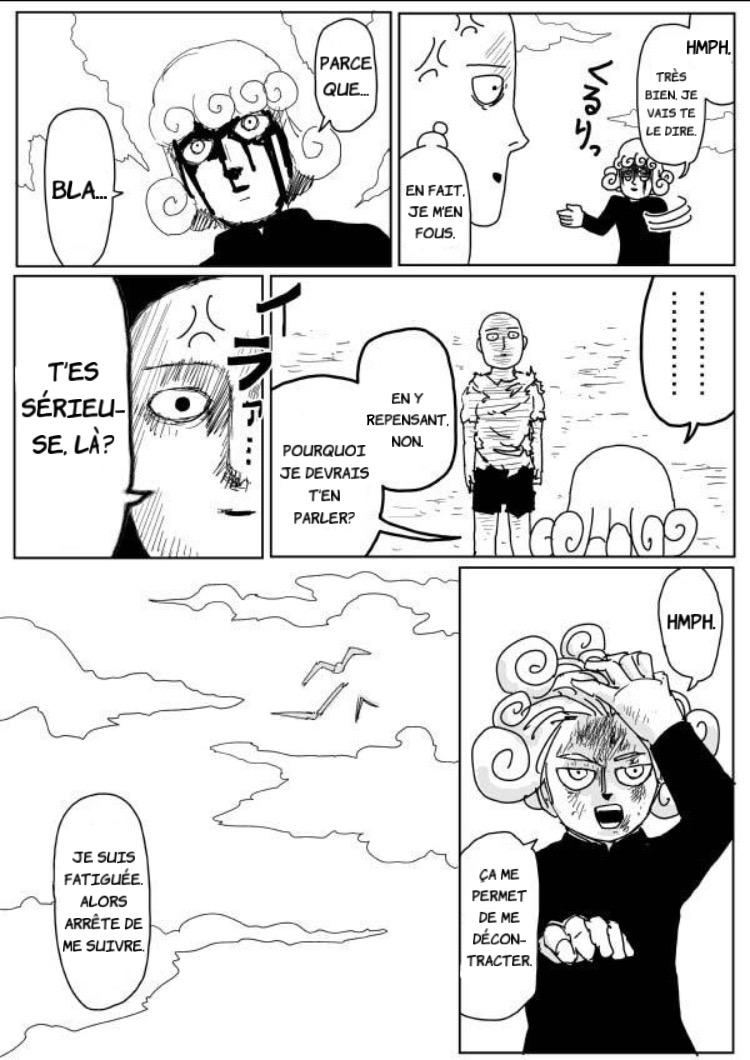 HMPH.
TRÈS
BIEN, JE
VAIS TE
LE DIRE.
くるりっ
EN FAIT,
JE M'EN
FOUS.
PARCE
QUE...
BLA...
.........
.........
EN Y
REPENSANT,
NON.
POURQUOI
JE DEVRAIS
T'EN
PARLER?
イラァ...
T'ES
SÉRIEU-
SE, LÀ?
HMPH.
ÇA ME
PERMET
DE ME
DÉCON-
TRACTER.
JE SUIS
FATIGUÉE.
ALORS
ARRÊTE DE
ME SUIVRE.